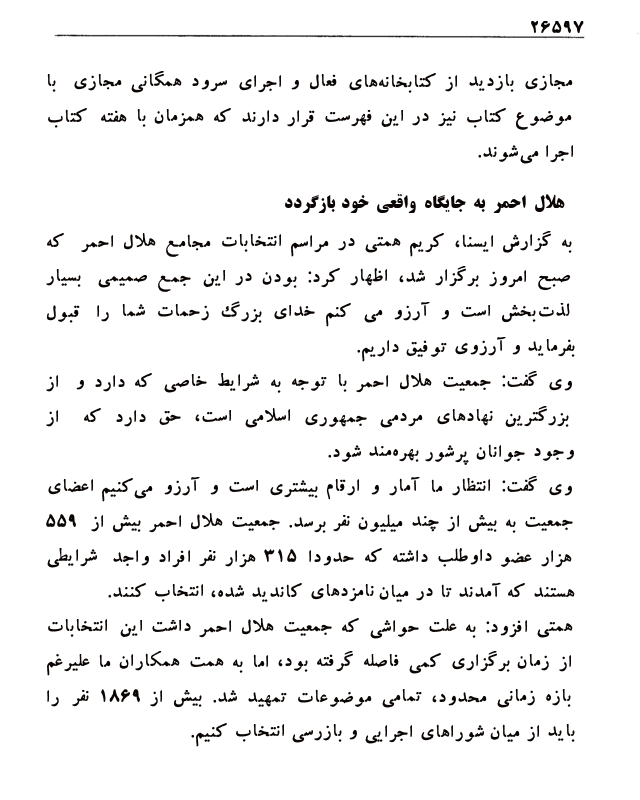 ۲۶۵۹۷
مجازی بازدید از کتابخانه‌های فعال و اجرای سرود همگانی مجازی با
موضوع کتاب نیز در این فهرست قرار دارند که همزمان با هفته کتاب
اجرا می‌شوند.
هلال احمر به جایگاه واقعی خود بازگردد
به گزارش ایسنا، کریم همتی در مراسم انتخابات مجامع هلال احمر که
صبح امروز برگزار شد، اظهار کرد: بودن در این جمع صمیمی بسیار
لذت‌بخش است و آرزو می کنم خدای بزرگ زحمات شما را قبول
بفرماید و آرزوی توفیق داریم.
وی گفت: جمعیت هلال احمر با توجه به شرایط خاصی که دارد و از
بزرگترین نهادهای مردمی جمهوری اسلامی است، حق دارد که از
وجود جوانان پرشور بهره‌مند شود.
وی گفت: انتظار ما آمار و ارقام بیشتری است و آرزو می‌کنیم اعضای
جمعیت به بیش از چند میلیون نفر برسد. جمعیت هلال احمر بیش از ۵۵۹
هزار عضو داوطلب داشته که حدودا ۳۱۵ هزار نفر افراد واجد شرایطی
هستند که آمدند تا در میان نامزدهای کاندید شده، انتخاب کنند.
همتی افزود: به علت حواشی که جمعیت هلال احمر داشت این انتخابات
از زمان برگزاری کمی فاصله گرفته بود، اما به همت همکاران ما علیرغم
بازه زمانی محدود، تمامی موضوعات تمهید شد. بیش از ۱۸۶۹ نفر را
باید از میان شوراهای اجرایی و بازرسی انتخاب کنیم.